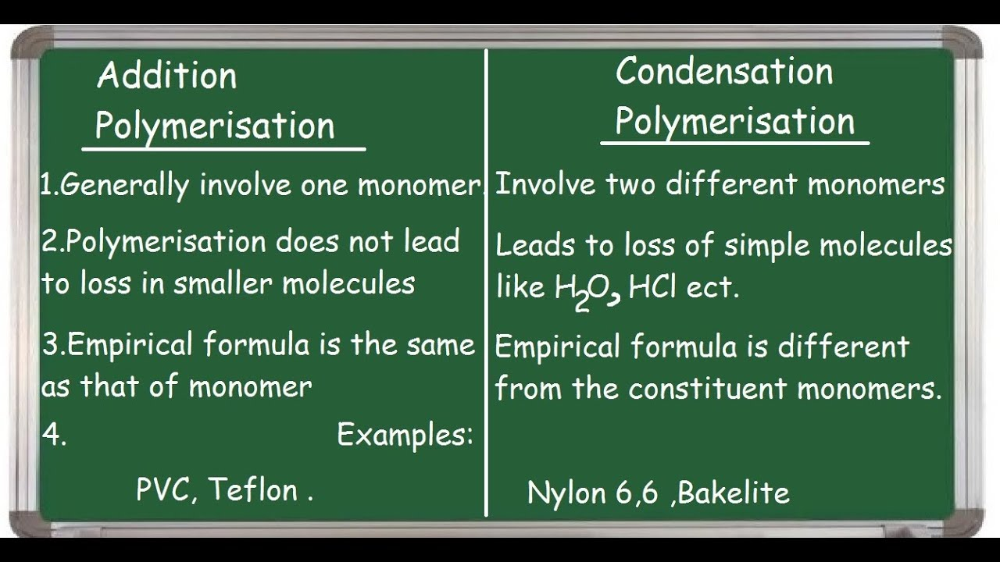 Addition
Polymerisation
1.Generally involve one monomer.
2.Polymerisation does not lead
to loss in smaller molecules
3.Empirical formula is the same
as that of monomer
4. Examples:
PVC, Teflon .
Condensation
Polymerisation
Involve two different monomers
Leads to loss of simple molecules
like H₂O, HCl ect.
Empirical formula is different
from the constituent monomers.
Nylon 6,6 ,Bakelite